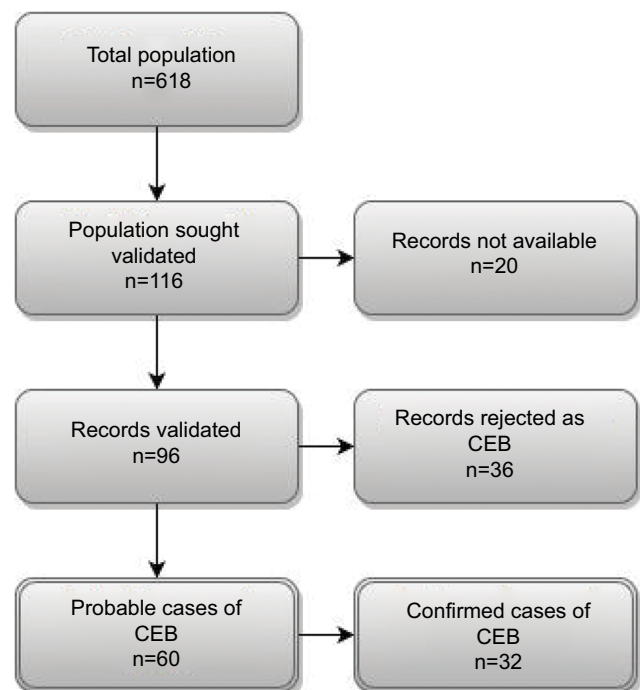 Total population
n=618
Population sought
validated
n=116
Records not available
n=20
Records validated
n=96
Records rejected as
CEB
n=36
Probable cases of
CEB
n=60
Confirmed cases of
CEB
n=32